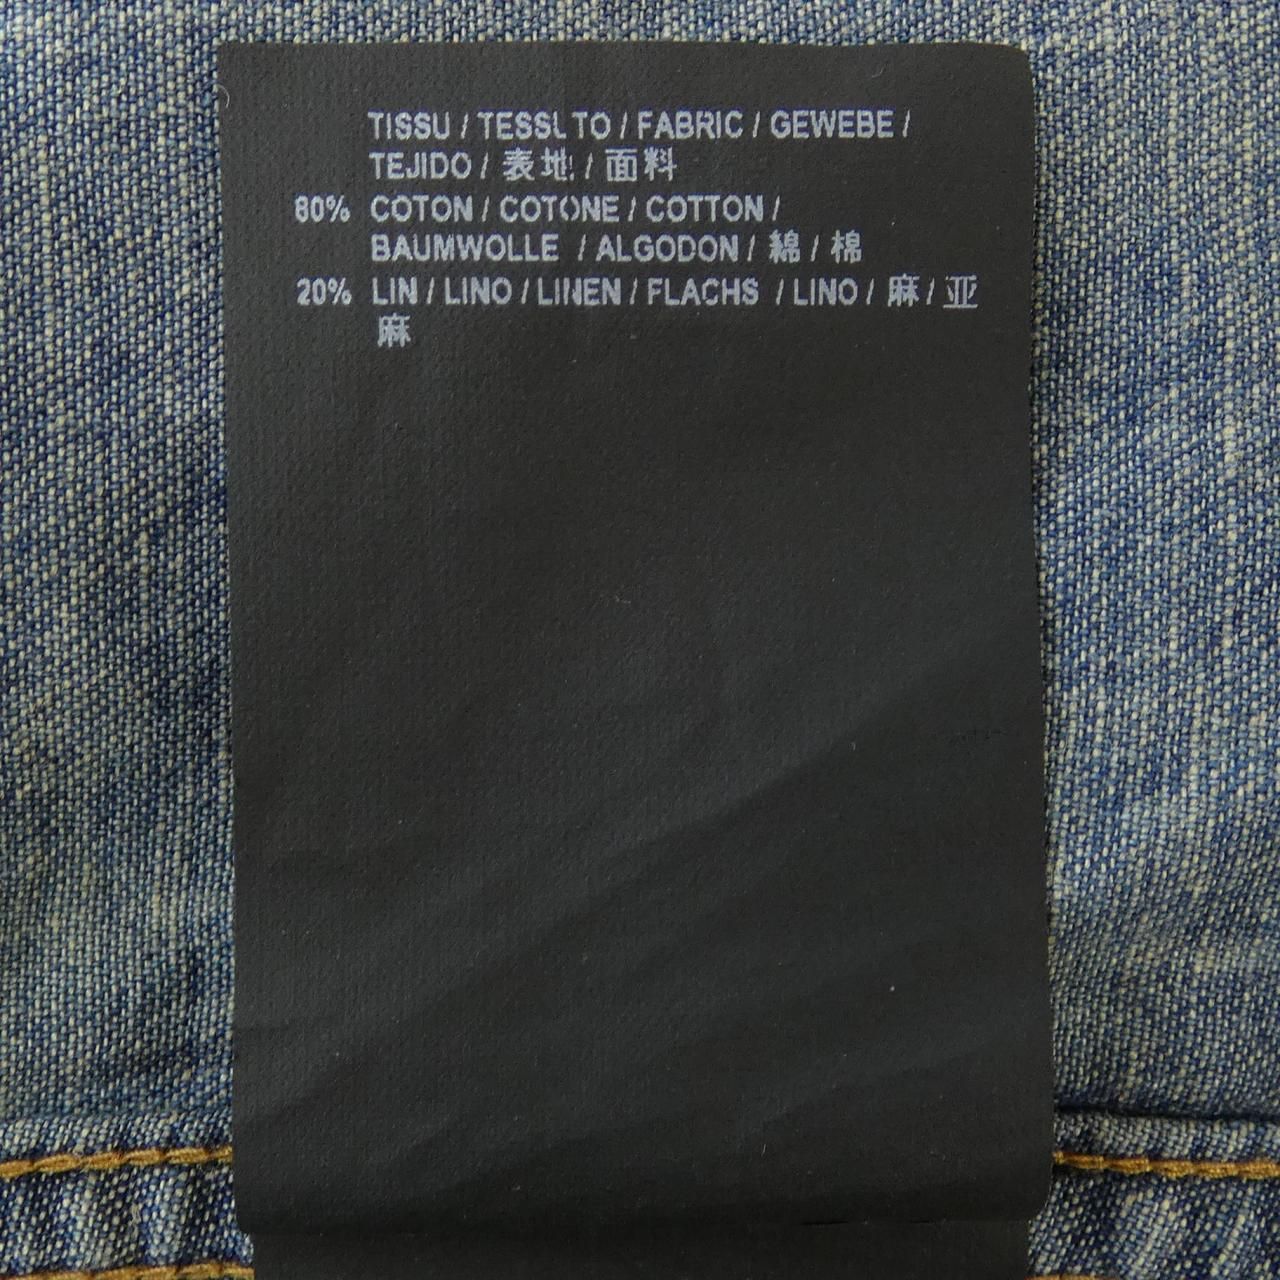 TISSU / TESSUTO / FABRIC / GEWEBE /
TEJIDO / 表地 / 面料
80% COTON / COTONE / COTTON /
BAUMWOLLE / ALGODON / 綿 / 棉
20% LIN / LINO / LINEN / FLACHS / LINO / 麻 / 亚
麻